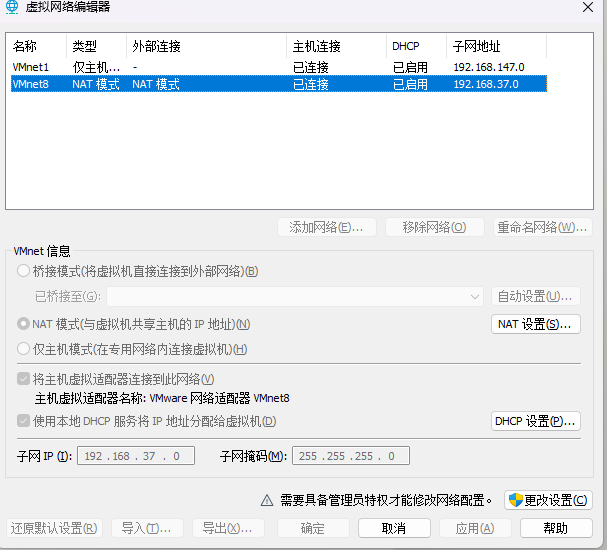 虚拟网络编辑器
名称 类型 外部连接 主机连接 DHCP 子网地址
VMnet1 仅主机... - 已连接 已启用 192.168.147.0
VMnet8 NAT 模式 NAT 模式 已连接 已启用 192.168.37.0
添加网络(E)... 移除网络(O) 重命名网络(W)...
VMnet 信息
桥接模式(将虚拟机直接连接到外部网络)(B)
已桥接至(G): 自动设置(U)...
NAT 模式(与虚拟机共享主机的 IP 地址)(N) NAT 设置(S)...
仅主机模式(在专用网络内连接虚拟机)(H)
将主机虚拟适配器连接到此网络(V)
主机虚拟适配器名称: VMware 网络适配器 VMnet8
使用本地 DHCP 服务将 IP 地址分配给虚拟机(D) DHCP 设置(P)...
子网 IP (I): 192 . 168 . 37 . 0 子网掩码(M): 255 . 255 . 255 . 0
需要具备管理员特权才能修改网络配置。 更改设置(C)
还原默认设置(R) 导入(T)... 导出(X)... 确定 取消 应用(A) 帮助